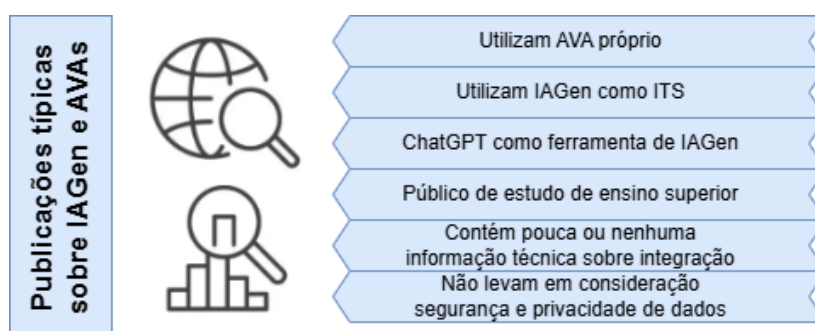 Publicações típicas
sobre IAGen e AVAs
Utilizam AVA próprio
Utilizam IAGen como ITS
ChatGPT como ferramenta de IAGen
Público de estudo de ensino superior
Contém pouca ou nenhuma
informação técnica sobre integração
Não levam em consideração
segurança e privacidade de dados